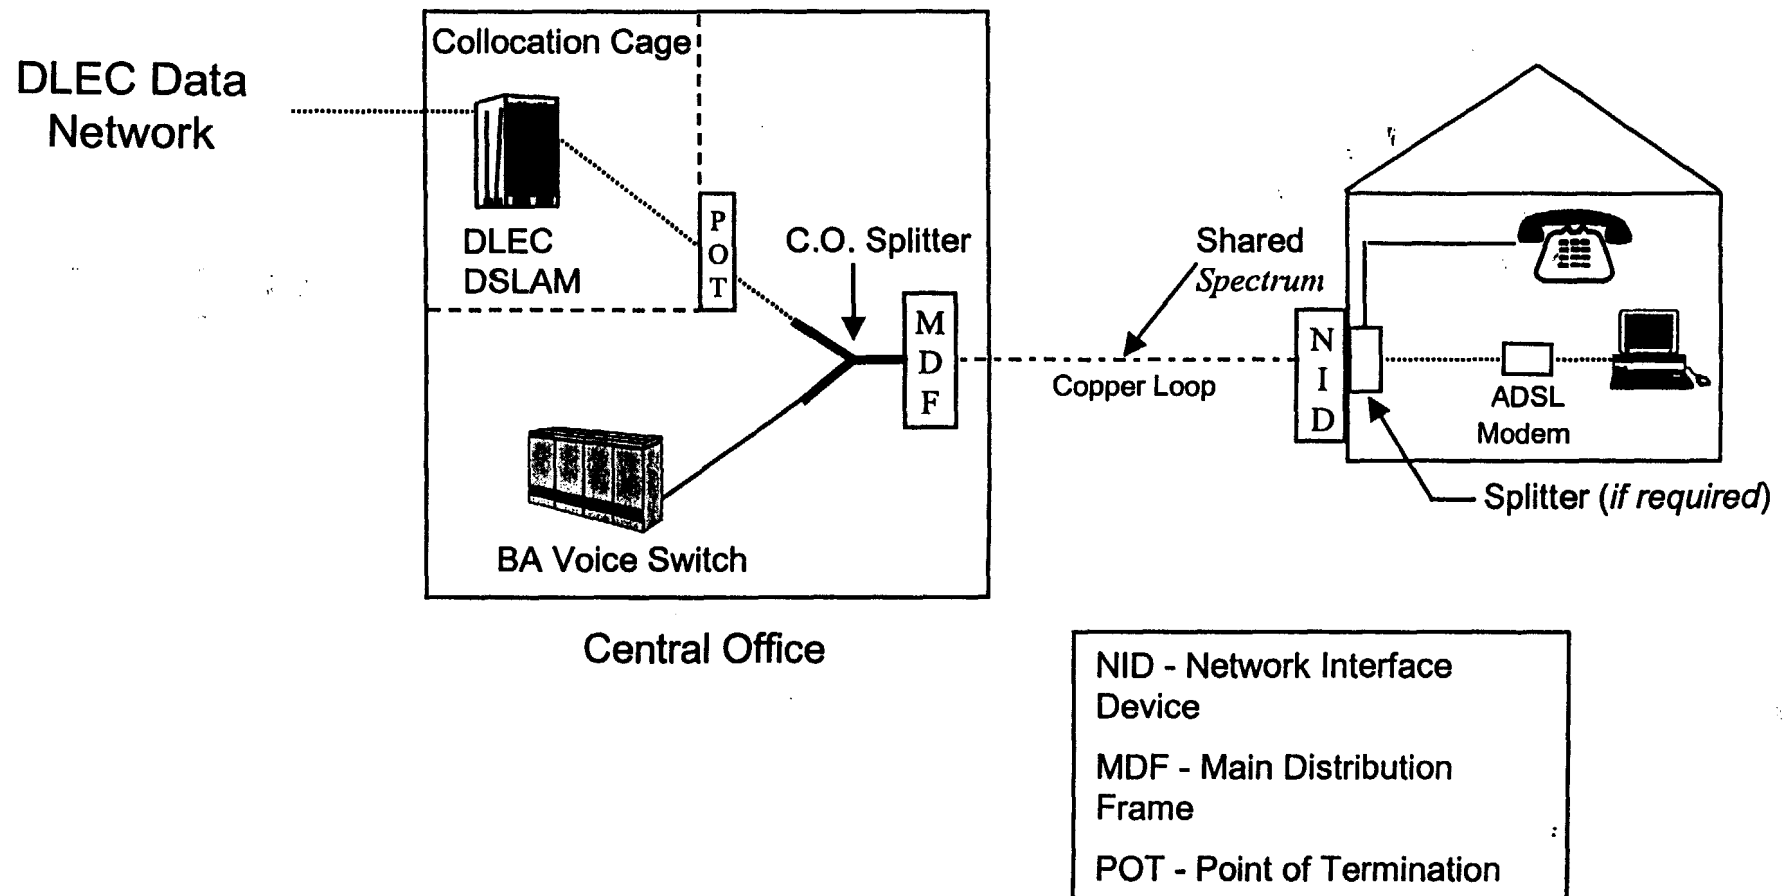 Collocation Cage
DLEC Data
Network
DLEC
DSLAM
P
O
T
C.O. Splitter
M
D
F
BA Voice Switch
Central Office
Shared
Spectrum
Copper Loop
N
I
D
ADSL
Modem
Splitter (if required)
NID - Network Interface
Device
MDF - Main Distribution
Frame
POT - Point of Termination